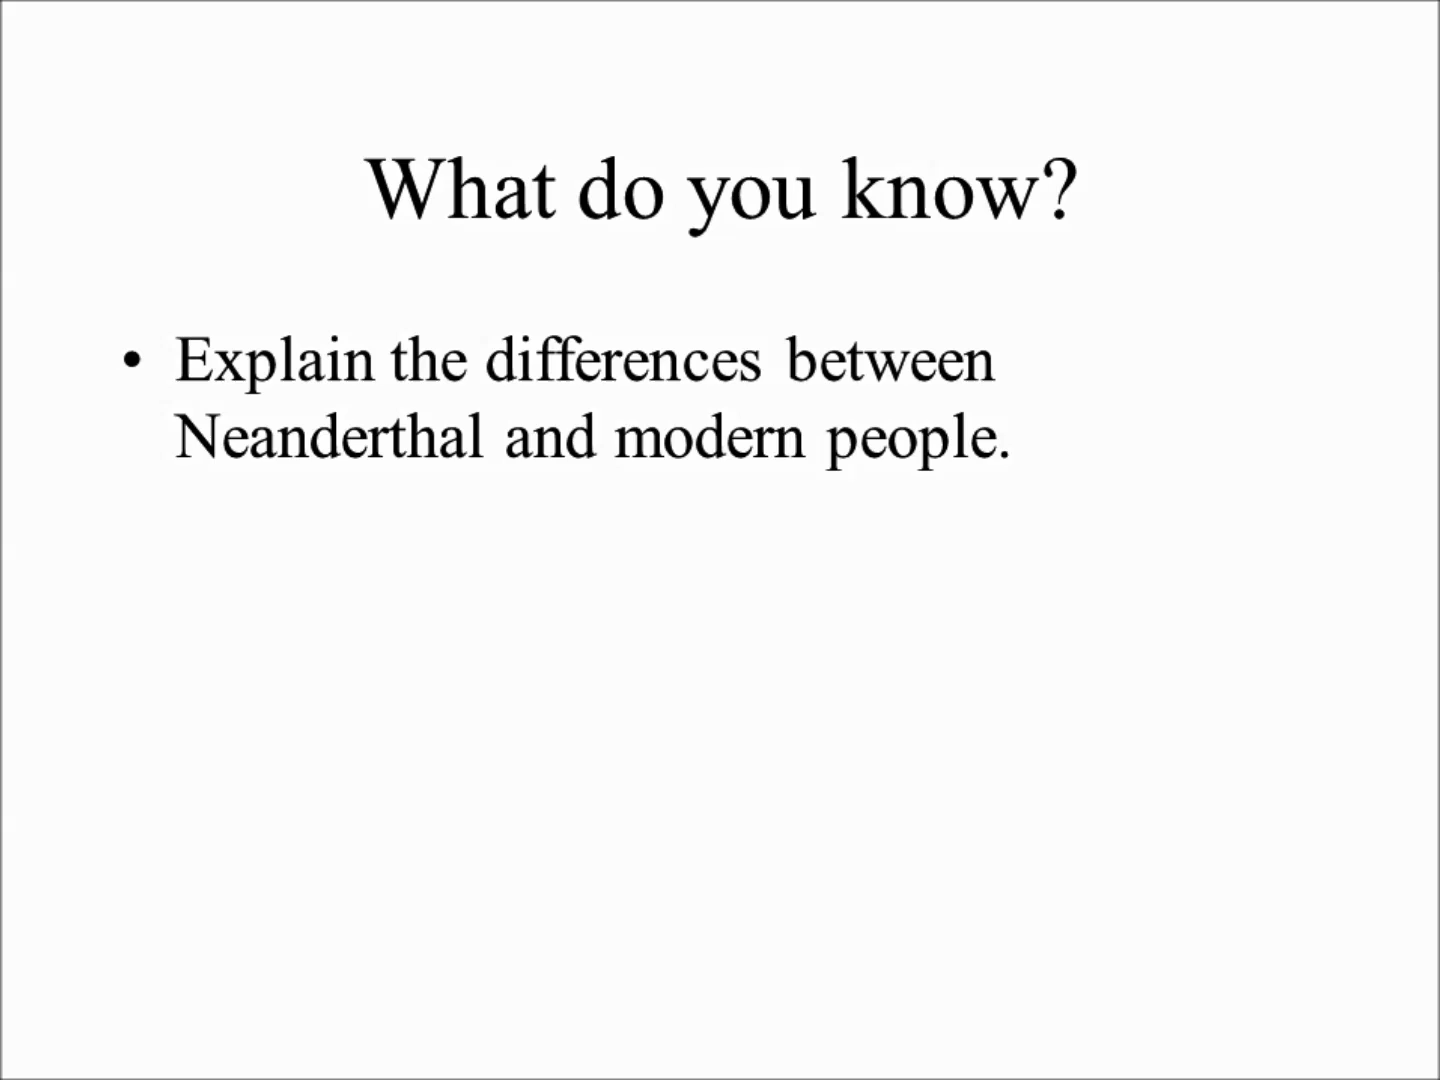 What do you know?
• Explain the differences between
Neanderthal and modern people.